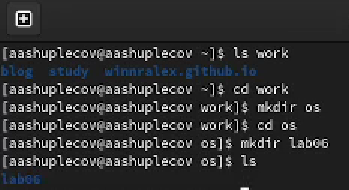 [aashuplecov@aashuplecov ~]$ ls work
blog study winnralex.github.io
[aashuplecov@aashuplecov ~]$ cd work
[aashuplecov@aashuplecov work]$ mkdir os
[aashuplecov@aashuplecov work]$ cd os
[aashuplecov@aashuplecov os]$ mkdir lab06
[aashuplecov@aashuplecov os]$ ls
lab06